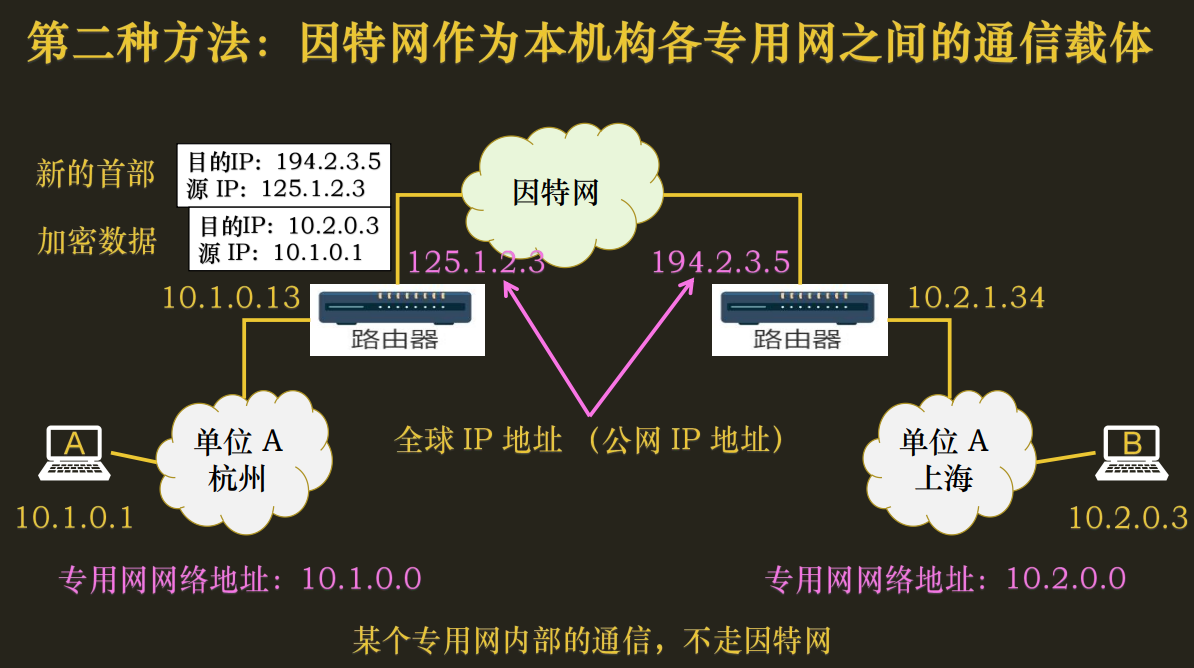 第二种方法：因特网作为本机构各专用网之间的通信载体
新的首部
目的IP：194.2.3.5
源 IP：125.1.2.3
加密数据
目的IP：10.2.0.3
源 IP：10.1.0.1
因特网
125.1.2.3
194.2.3.5
10.1.0.13
路由器
路由器
10.2.1.34
A
单位 A
杭州
全球 IP 地址 （公网 IP 地址）
单位 A
上海
B
10.1.0.1
10.2.0.3
专用网网络地址：10.1.0.0
专用网网络地址：10.2.0.0
某个专用网内部的通信，不走因特网